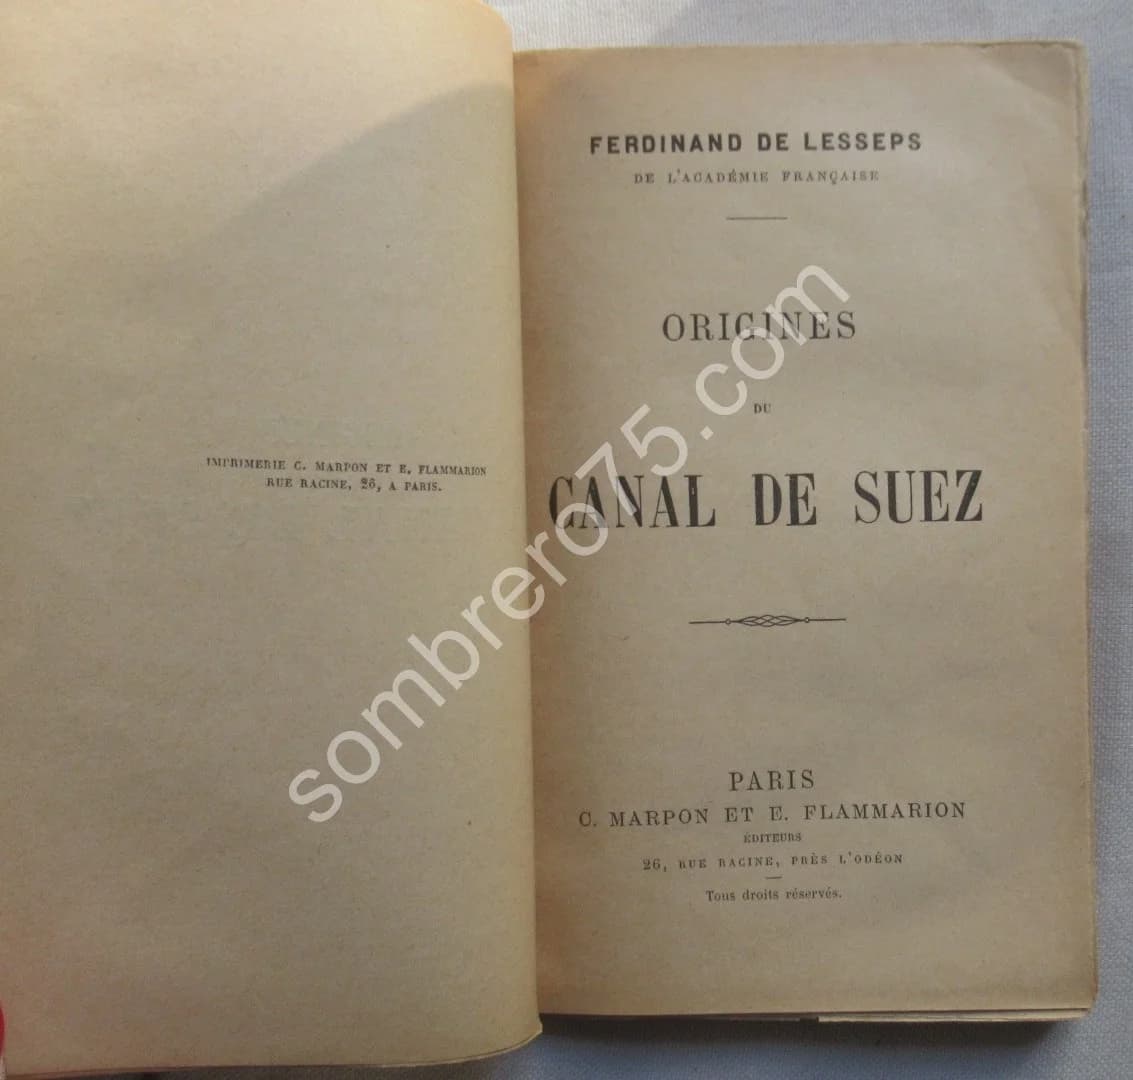 IMPRIMERIE C. MARPON ET E. FLAMMARION
RUE RACINE, 26, A PARIS.
FERDINAND DE LESSEPS
DE L'ACADÉMIE FRANÇAISE
ORIGINES
DU
CANAL DE SUEZ
PARIS
C. MARPON ET E. FLAMMARION
ÉDITEURS
26, RUE RACINE, PRÈS L'ODÉON
Tous droits réservés.
sombrero75.com